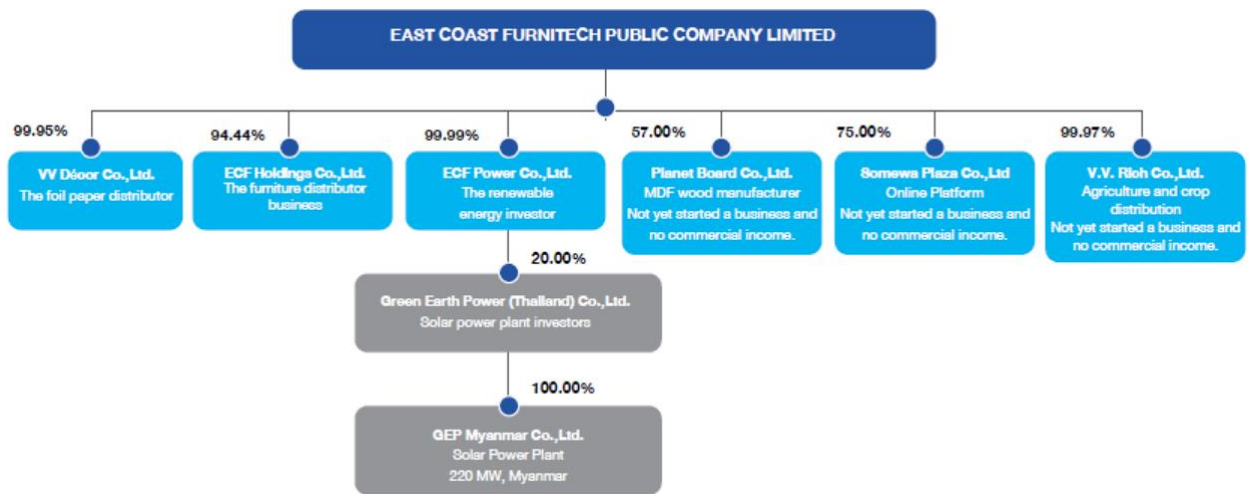 EAST COAST FURNITECH PUBLIC COMPANY LIMITED
99.95%
VV Décor Co.,Ltd.
The foil paper distributor
94.44%
ECF Holdings Co.,Ltd.
The furniture distributor
business
99.99%
ECF Power Co.,Ltd.
The renewable
energy investor
57.00%
Planet Board Co.,Ltd.
MDF wood manufacturer
Not yet started a business and
no commercial income.
75.00%
Somewa Plaza Co.,Ltd
Online Platform
Not yet started a business and
no commercial income.
99.97%
V.V. Rich Co.,Ltd.
Agriculture and crop
distribution
Not yet started a business and
no commercial income.
20.00%
Green Earth Power (Thailand) Co.,Ltd.
Solar power plant investors
100.00%
GEP Myanmar Co.,Ltd.
Solar Power Plant
220 MW, Myanmar